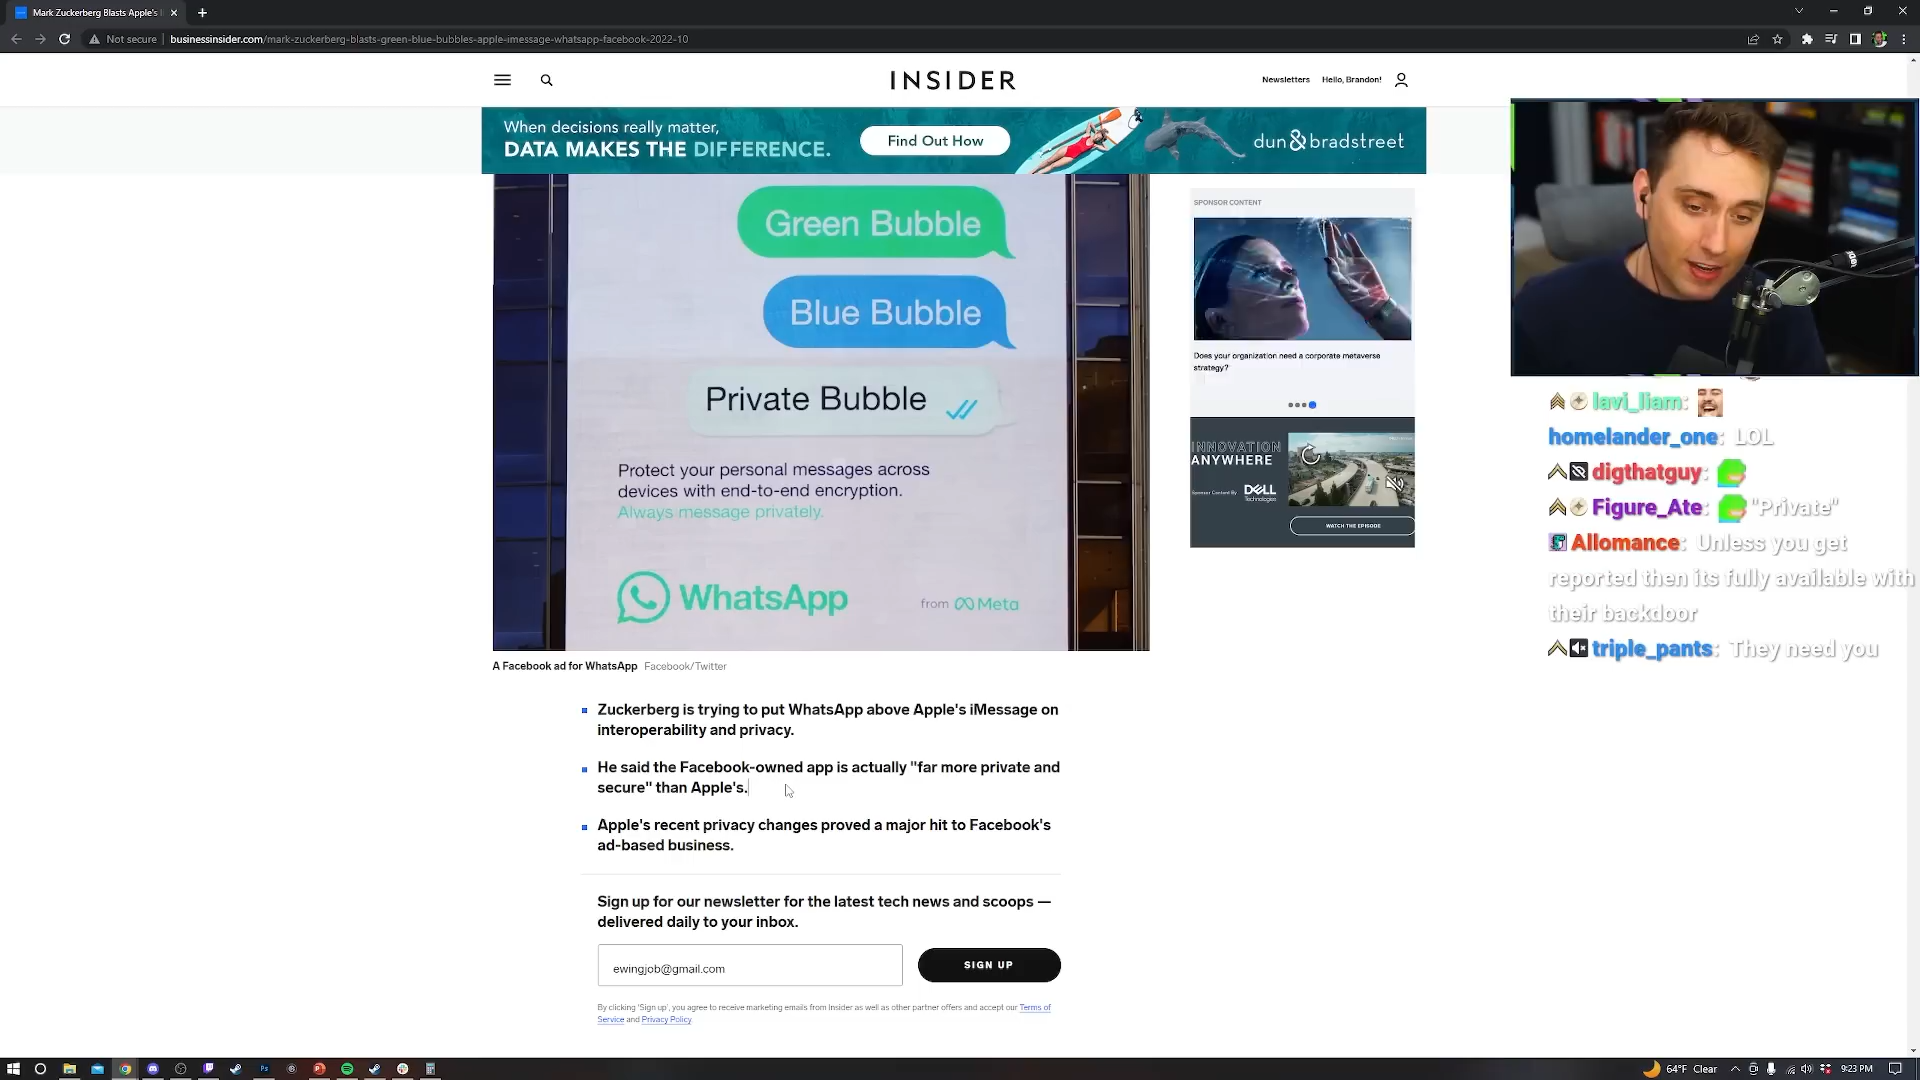 Mark Zuckerberg Blasts Apple's i
Not secure
businessinsider.com/mark-zuckerberg-blasts-green-blue-bubbles-apple-imessage-whatsapp-facebook-2022-10
INSIDER
Newsletters
Hello, Brandon!
When decisions really matter,
DATA MAKES THE DIFFERENCE.
Find Out How
dun&bradstreet
Green Bubble
Blue Bubble
Private Bubble
Protect your personal messages across
devices with end-to-end encryption.
Always message privately.
WhatsApp
from Meta
A Facebook ad for WhatsApp Facebook/Twitter
SPONSOR CONTENT
Does your organization need a corporate metaverse
strategy?
INNOVATION
ANYWHERE
Sponsor Content By DELL
Technologies
WATCH THE EPISODE
lavi_liam:
homelander_one: LOL
digthatguy:
Figure_Ate: "Private"
Allomance: Unless you get
reported then its fully available with
their backdoor
triple_pants: They need you
Zuckerberg is trying to put WhatsApp above Apple's iMessage on
interoperability and privacy.
He said the Facebook-owned app is actually "far more private and
secure" than Apple's.
Apple's recent privacy changes proved a major hit to Facebook's
ad-based business.
Sign up for our newsletter for the latest tech news and scoops —
delivered daily to your inbox.
ewingjob@gmail.com
SIGN UP
By clicking 'Sign up', you agree to receive marketing emails from Insider as well as other partner offers and accept our Terms of
Service and Privacy Policy
64°F Clear
9:23 PM